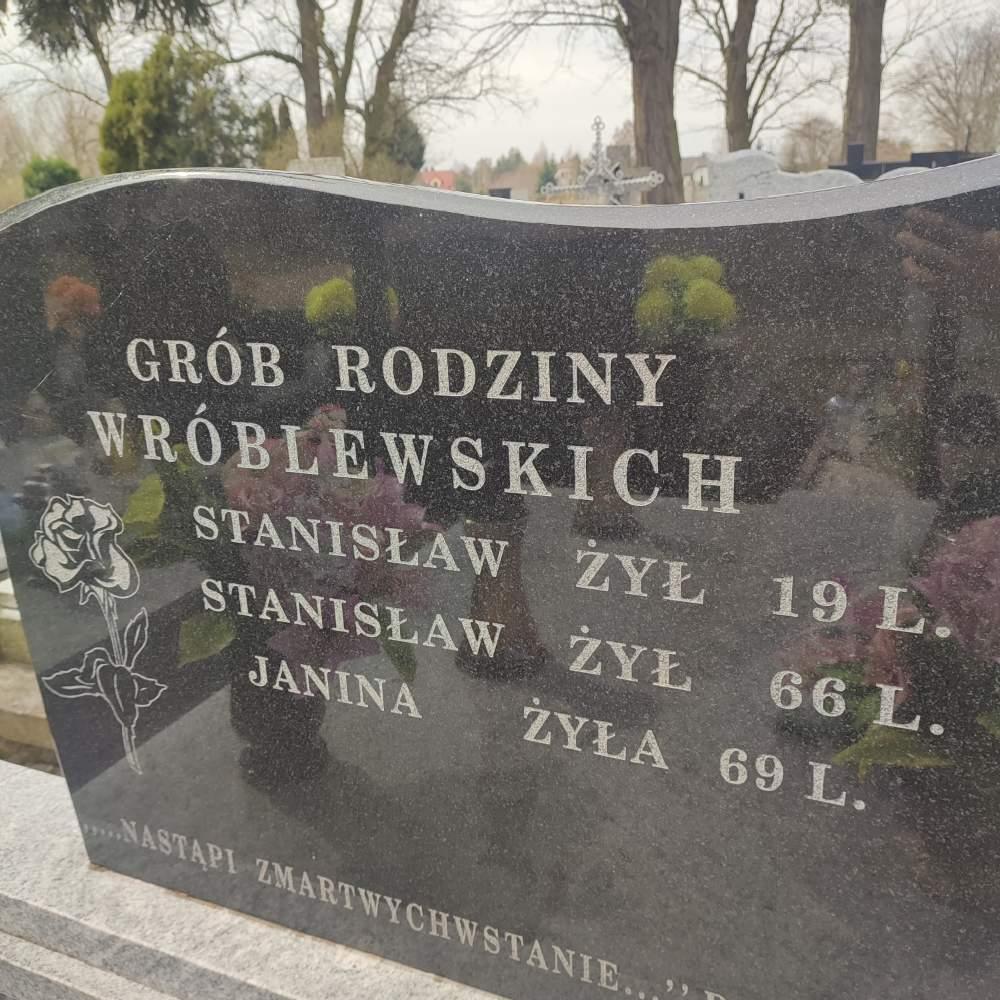 GRÓB RODZINY
WRÓBLEWSKICH
STANISŁAW ŻYŁ 19 L.
STANISŁAW ŻYŁ 66 L.
JANINA ŻYŁA 69 L.
,,...NASTĄPI ZMARTWYCHWSTANIE...''